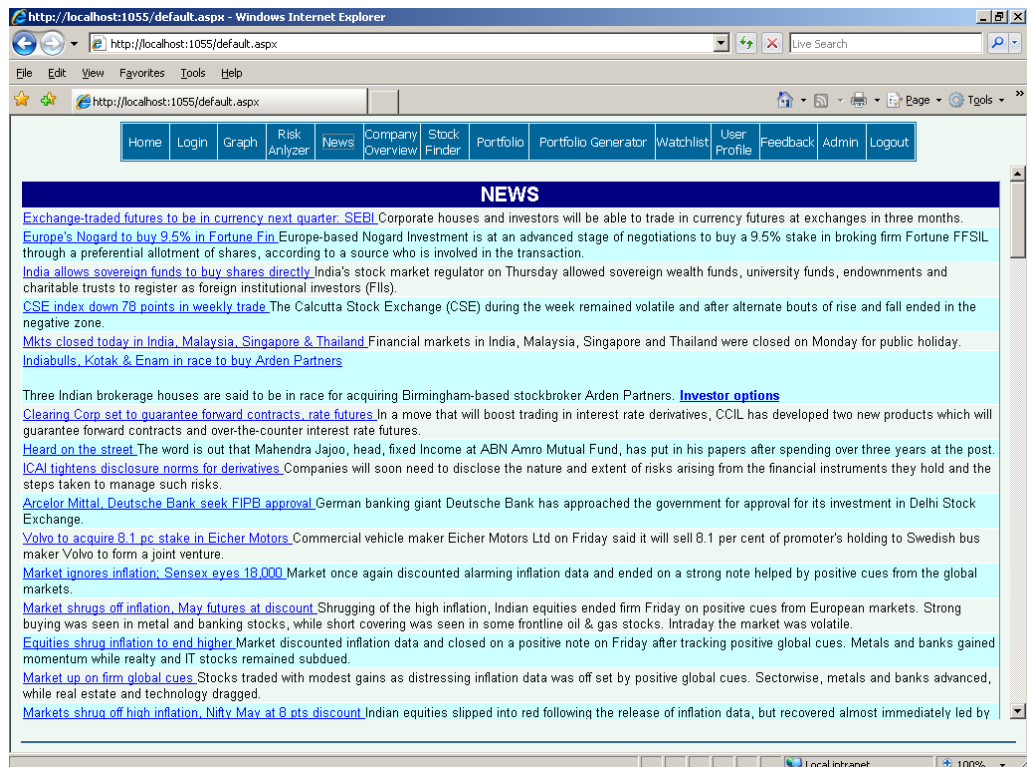 http://localhost:1055/default.aspx - Windows Internet Explorer
http://localhost:1055/default.aspx
Live Search
File Edit View Favorites Tools Help
http://localhost:1055/default.aspx
Page Tools »
Home Login Graph Risk Anlyzer News Company Overview Stock Finder Portfolio Portfolio Generator Watchlist User Profile Feedback Admin Logout
NEWS
Exchange-traded futures to be in currency next quarter: SEBI Corporate houses and investors will be able to trade in currency futures at exchanges in three months.
Europe's Nogard to buy 9.5% in Fortune Fin Europe-based Nogard Investment is at an advanced stage of negotiations to buy a 9.5% stake in broking firm Fortune FFSIL
through a preferential allotment of shares, according to a source who is involved in the transaction.
India allows sovereign funds to buy shares directly India's stock market regulator on Thursday allowed sovereign wealth funds, university funds, endownments and
charitable trusts to register as foreign institutional investors (FIIs).
CSE index down 78 points in weekly trade The Calcutta Stock Exchange (CSE) during the week remained volatile and after alternate bouts of rise and fall ended in the
negative zone.
Mkts closed today in India, Malaysia, Singapore & Thailand Financial markets in India, Malaysia, Singapore and Thailand were closed on Monday for public holiday.
Indiabulls, Kotak & Enam in race to buy Arden Partners
Three Indian brokerage houses are said to be in race for acquiring Birmingham-based stockbroker Arden Partners. Investor options
Clearing Corp set to guarantee forward contracts, rate futures In a move that will boost trading in interest rate derivatives, CCIL has developed two new products which will
guarantee forward contracts and over-the-counter interest rate futures.
Heard on the street The word is out that Mahendra Jajoo, head, fixed Income at ABN Amro Mutual Fund, has put in his papers after spending over three years at the post.
ICAI tightens disclosure norms for derivatives Companies will soon need to disclose the nature and extent of risks arising from the financial instruments they hold and the
steps taken to manage such risks.
Arcelor Mittal, Deutsche Bank seek FIPB approval German banking giant Deutsche Bank has approached the government for approval for its investment in Delhi Stock
Exchange.
Volvo to acquire 8.1 pc stake in Eicher Motors Commercial vehicle maker Eicher Motors Ltd on Friday said it will sell 8.1 per cent of promoter's holding to Swedish bus
maker Volvo to form a joint venture.
Market ignores inflation; Sensex eyes 18,000 Market once again discounted alarming inflation data and ended on a strong note helped by positive cues from the global
markets.
Market shrugs off inflation, May futures at discount Shrugging of the high inflation, Indian equities ended firm Friday on positive cues from European markets. Strong
buying was seen in metal and banking stocks, while short covering was seen in some frontline oil & gas stocks. Intraday the market was volatile.
Equities shrug inflation to end higher Market discounted inflation data and closed on a positive note on Friday after tracking positive global cues. Metals and banks gained
momentum while realty and IT stocks remained subdued.
Market up on firm global cues Stocks traded with modest gains as distressing inflation data was off set by positive global cues. Sectorwise, metals and banks advanced,
while real estate and technology dragged.
Markets shrug off high inflation, Nifty May at 8 pts discount Indian equities slipped into red following the release of inflation data, but recovered almost immediately led by
Local intranet 100%